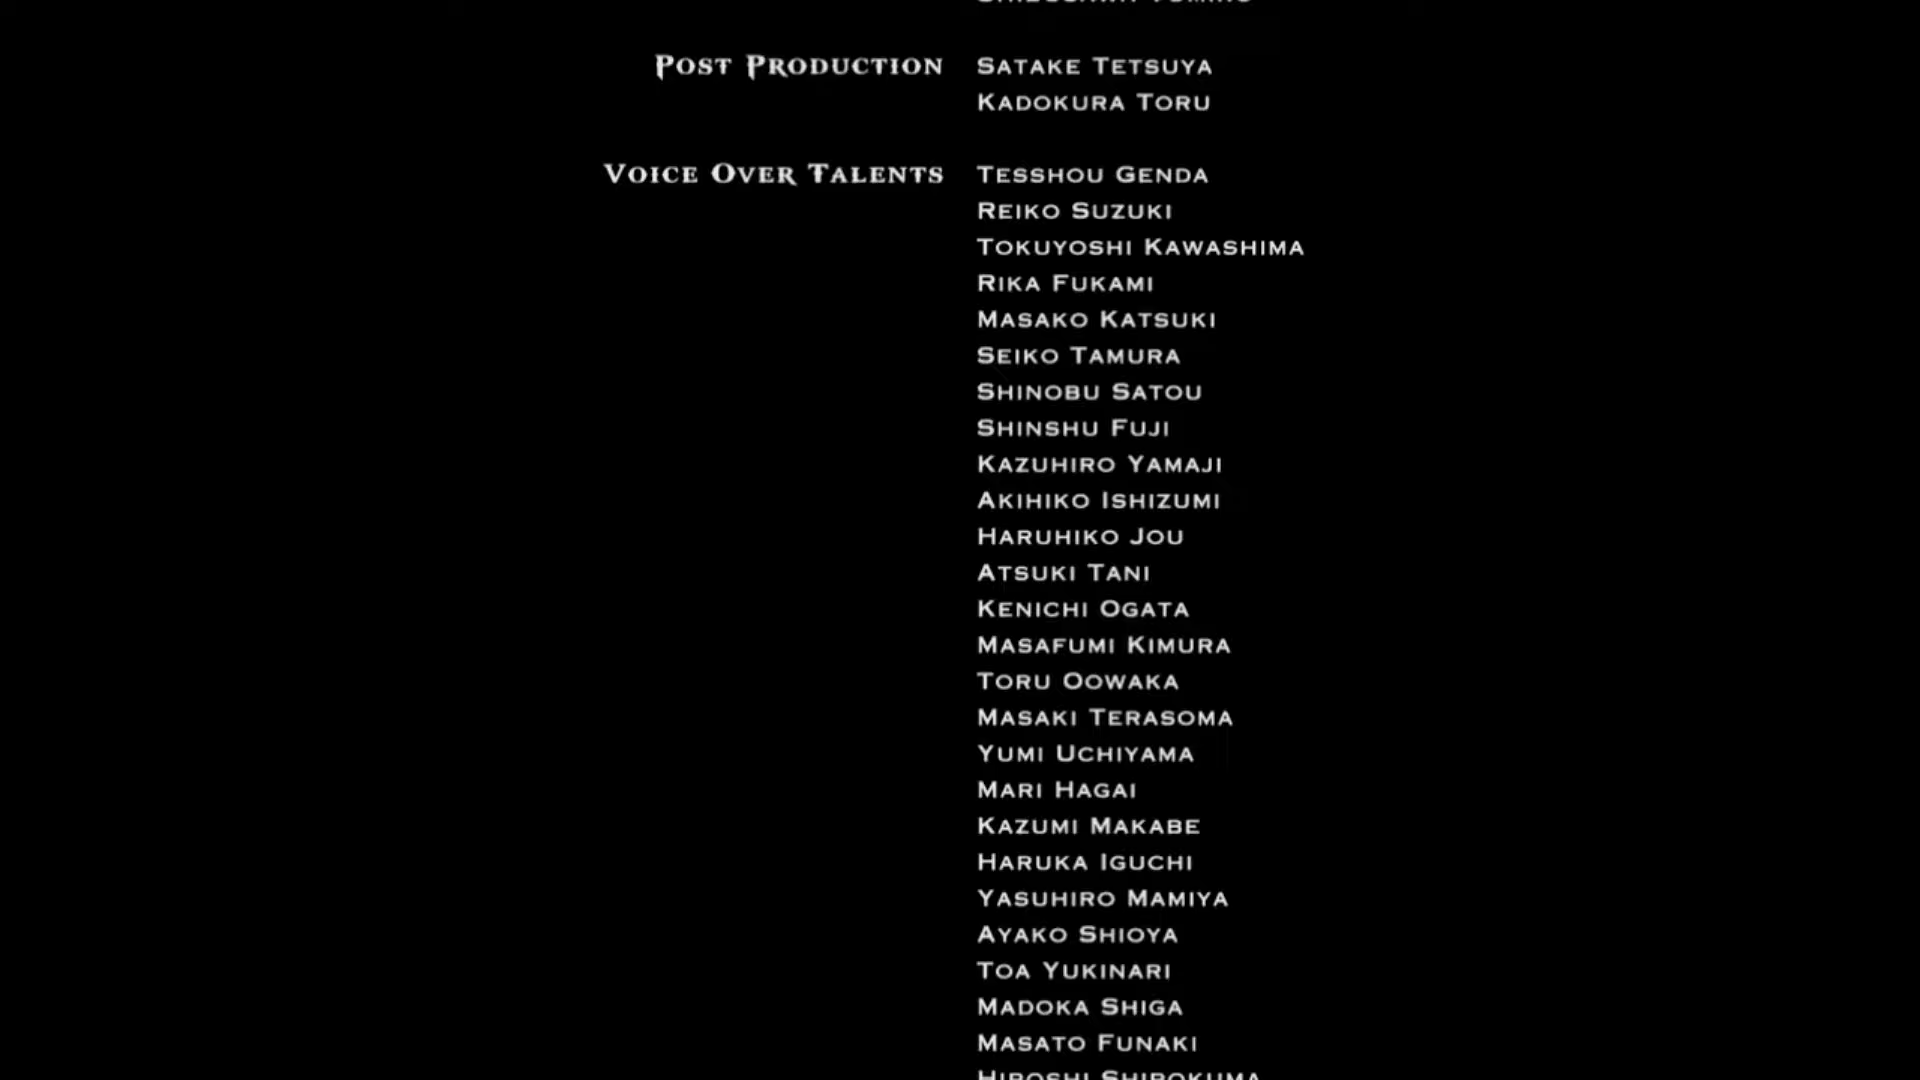 POST PRODUCTION SATAKE TETSUYA
KADOKURA TORU
VOICE OVER TALENTS TESSHOU GENDA
REIKO SUZUKI
TOKUYOSHI KAWASHIMA
RIKA FUKAMI
MASAKO KATSUKI
SEIKO TAMURA
SHINOBU SATOU
SHINSHU FUJI
KAZUHIRO YAMAJI
AKIHIKO ISHIZUMI
HARUHIKO JOU
ATSUKI TANI
KENICHI OGATA
MASAFUMI KIMURA
TORU OOWAKA
MASAKI TERASOMA
YUMI UCHIYAMA
MARI HAGAI
KAZUMI MAKABE
HARUKA IGUCHI
YASUHIRO MAMIYA
AYAKO SHIOYA
TOA YUKINARI
MADOKA SHIGA
MASATO FUNAKI
HIROSHI SHIROKUMA